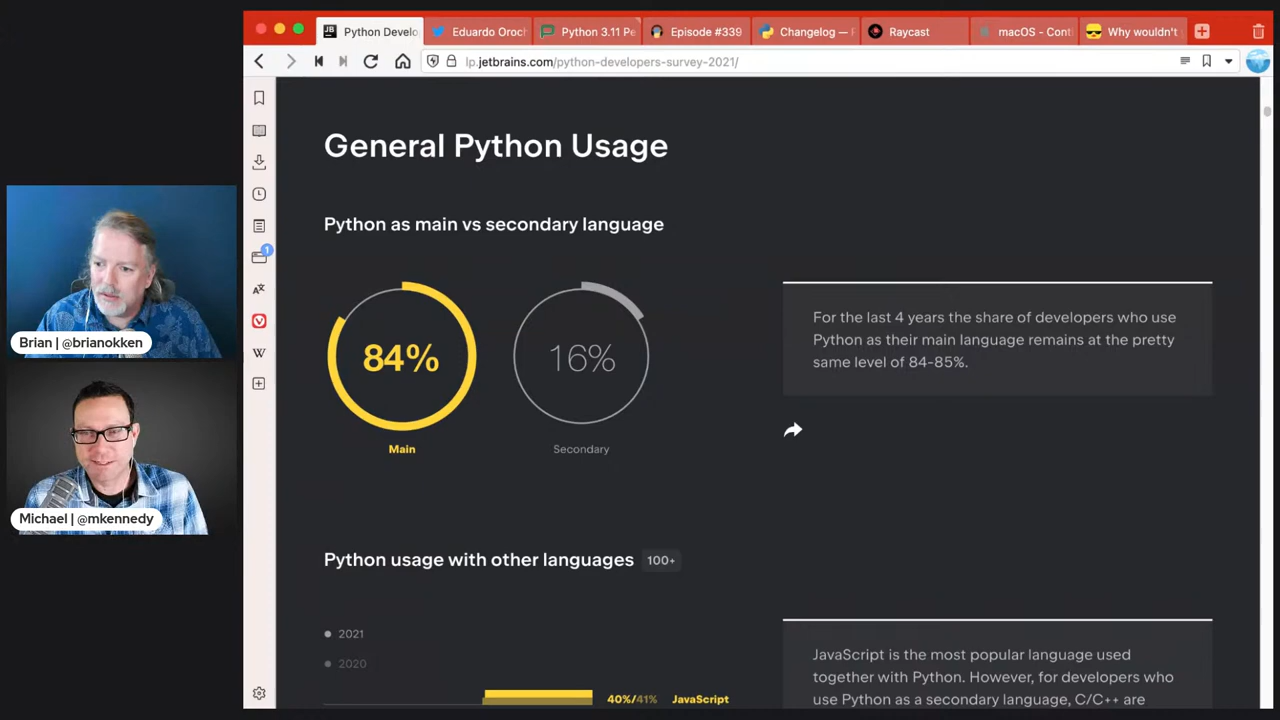 JB Python Develo
Eduardo Oroch
Python 3.11 Pe
Episode #339
Changelog —
Raycast
macOS - Cont
Why wouldn't
lp.jetbrains.com/python-developers-survey-2021/
General Python Usage
Python as main vs secondary language
84%
Main
16%
Secondary
For the last 4 years the share of developers who use
Python as their main language remains at the pretty
same level of 84-85%.
Python usage with other languages 100+
2021
2020
40%/41% JavaScript
JavaScript is the most popular language used
together with Python. However, for developers who
use Python as a secondary language, C/C++ are
1
W
Brian | @brianokken
Michael | @mkennedy